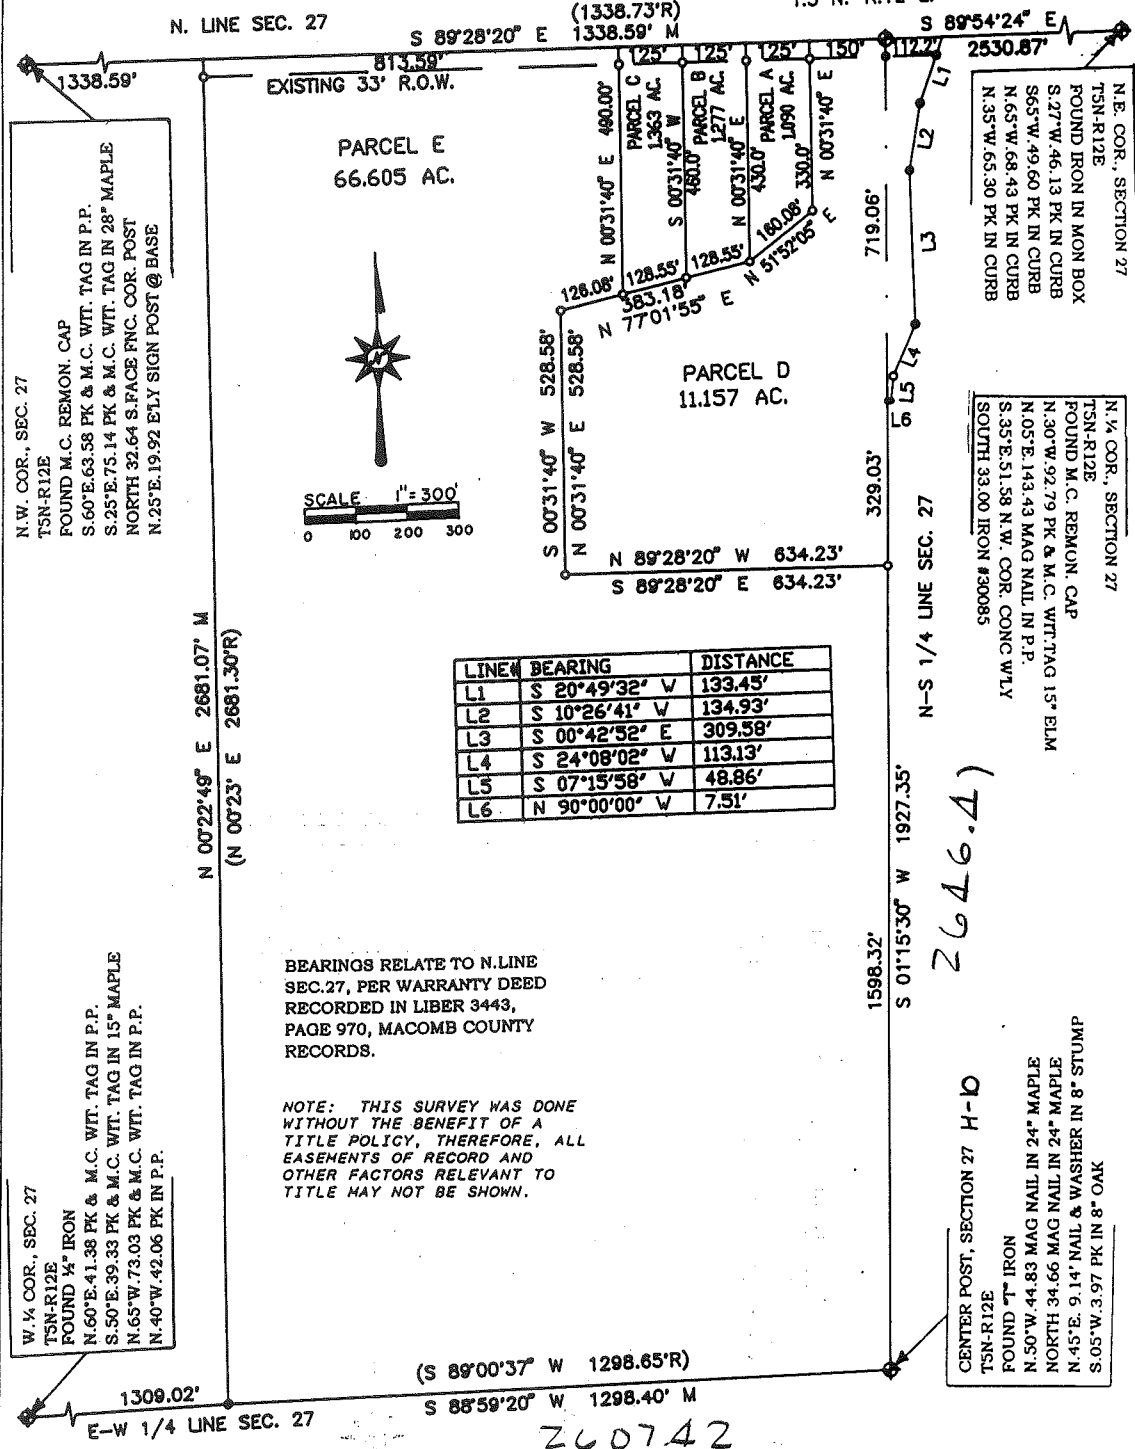 (1338.73'R)
N. LINE SEC. 27
S 89°28'20" E 1338.59' M
S 89°54'24" E
1338.59'
813.59'
125'
125'
125'
150'
112.2'
2530.87'
EXISTING 33' R.O.W.
PARCEL E
66.605 AC.
N 00°31'40" E 490.00'
PARCEL C
1.363 AC.
S 00°31'40" W
460.0'
PARCEL B
1.277 AC.
N 00°31'40" E
430.0'
PARCEL A
1.090 AC.
330.0'
N 00°31'40" E
L1
L2
L3
L4
L5
L6
719.06'
126.08'
128.55'
128.55'
160.08'
383.18'
N 77°01'55" E
N 51°52'05" E
PARCEL D
11.157 AC.
S 00°31'40" W 528.58'
N 00°31'40" E 528.58'
N
SCALE 1"=300'
0 100 200 300
329.03'
N 89°28'20" W 634.23'
S 89°28'20" E 634.23'
N-S 1/4 LINE SEC. 27
N.E. COR., SECTION 27
T5N-R12E
FOUND IRON IN MON BOX
S.27°W.46.13 PK IN CURB
S65°W.49.60 PK IN CURB
N.65°W.68.43 PK IN CURB
N.35°W.65.30 PK IN CURB
N.¼ COR., SECTION 27
T5N-R12E
FOUND M.C. REMON. CAP
N.30°W.92.79 PK & M.C. WIT.TAG 15" ELM
N.05°E.143.43 MAG NAIL IN P.P.
S.35°E.51.58 N.W. COR. CONC W'LY
SOUTH 33.00 IRON #30085
N.W. COR., SEC. 27
T5N-R12E
FOUND M.C. REMON. CAP
S.60°E.63.58 PK & M.C. WIT. TAG IN P.P.
S.25°E.75.14 PK & M.C. WIT. TAG IN 28" MAPLE
NORTH 32.64 S.FACE FNC. COR. POST
N.25°E.19.92 E'LY SIGN POST @ BASE
LINE# BEARING DISTANCE
L1 S 20°49'32" W 133.45'
L2 S 10°26'41" W 134.93'
L3 S 00°42'52" E 309.58'
L4 S 24°08'02" W 113.13'
L5 S 07°15'58" W 48.86'
L6 N 90°00'00" W 7.51'
N 00°22'49" E 2681.07' M
(N 00°23' E 2681.30'R)
1598.32'
S 01°15'30" W 1927.35'
2646.4)
BEARINGS RELATE TO N.LINE
SEC.27, PER WARRANTY DEED
RECORDED IN LIBER 3443,
PAGE 970, MACOMB COUNTY
RECORDS.
NOTE: THIS SURVEY WAS DONE
WITHOUT THE BENEFIT OF A
TITLE POLICY, THEREFORE, ALL
EASEMENTS OF RECORD AND
OTHER FACTORS RELEVANT TO
TITLE MAY NOT BE SHOWN.
W.¼ COR., SEC. 27
T5N-R12E
FOUND ½" IRON
N.60°E.41.38 PK & M.C. WIT. TAG IN P.P.
S.50°E.39.33 PK & M.C. WIT. TAG IN 15" MAPLE
N.65°W.73.03 PK & M.C. WIT. TAG IN P.P.
N.40°W.42.06 PK IN P.P.
CENTER POST, SECTION 27 H-10
T5N-R12E
FOUND "T" IRON
N.50°W.44.83 MAG NAIL IN 24" MAPLE
NORTH 34.66 MAG NAIL IN 24" MAPLE
N.45°E. 9.14' NAIL & WASHER IN 8" STUMP
S.05°W.3.97 PK IN 8" OAK
(S 89°00'37" W 1298.65'R)
S 88°59'20" W 1298.40' M
1309.02'
E-W 1/4 LINE SEC. 27
260742